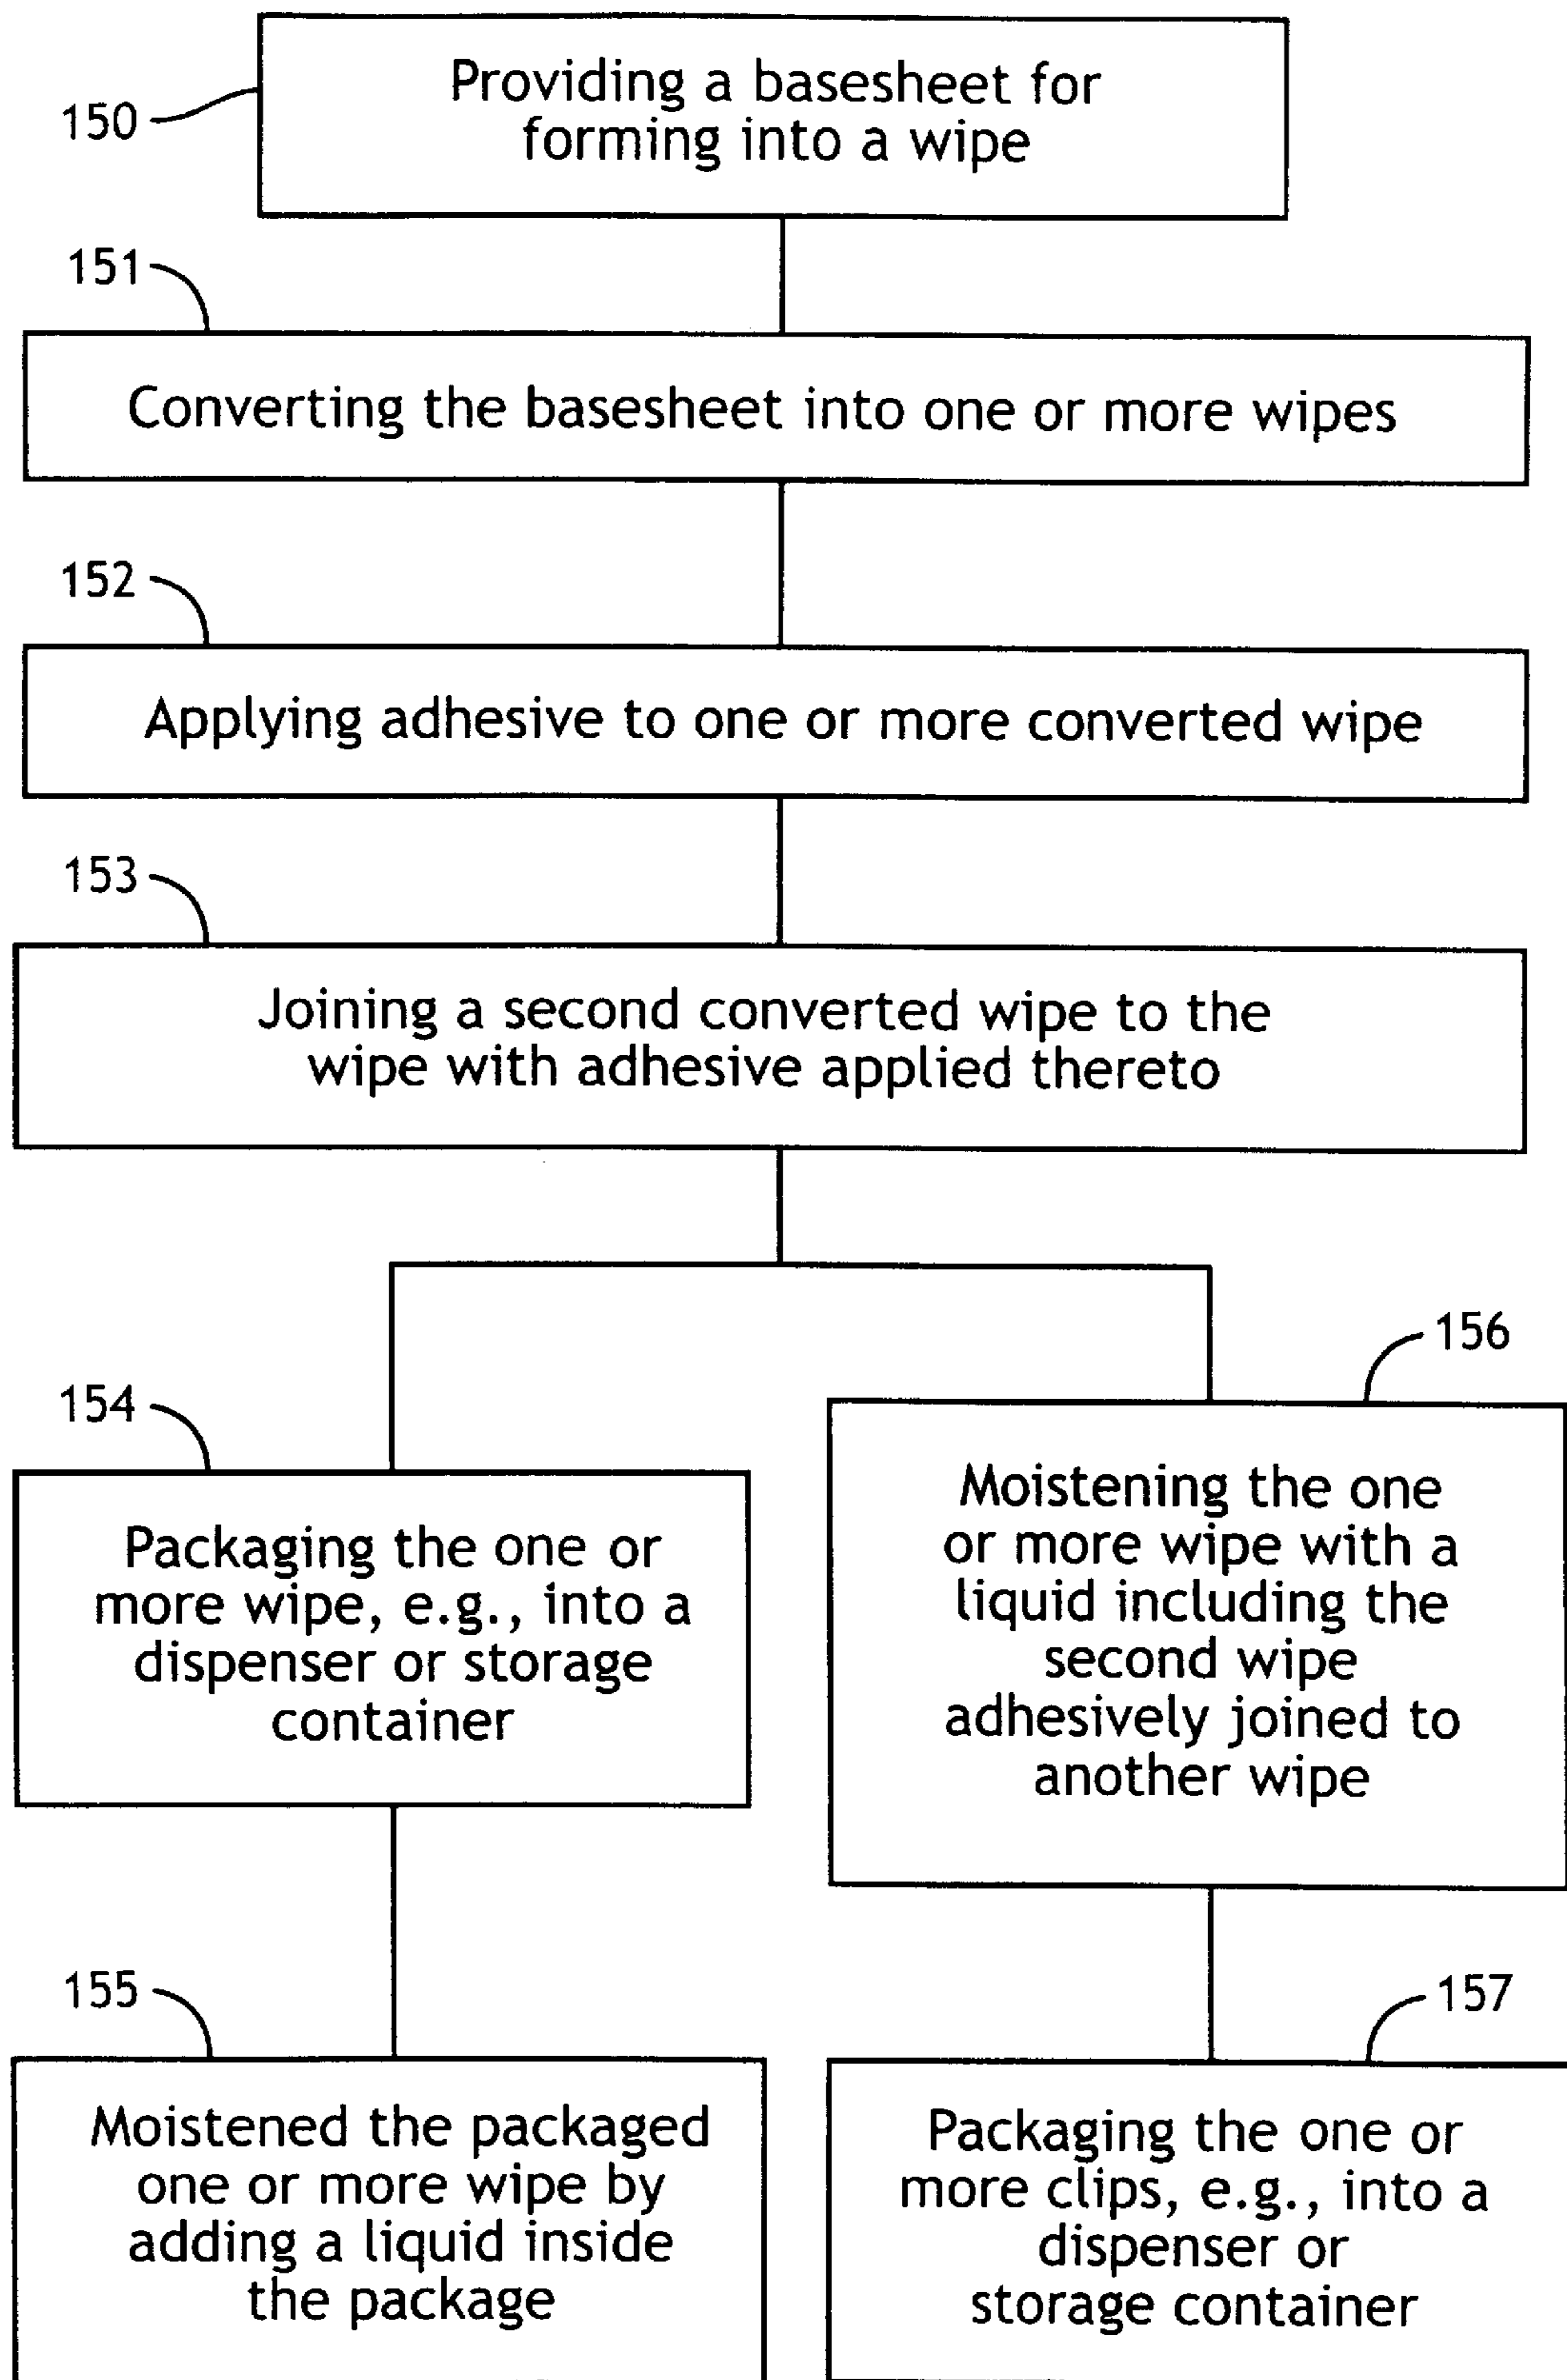 150
Providing a basesheet for
forming into a wipe
151
Converting the basesheet into one or more wipes
152
Applying adhesive to one or more converted wipe
153
Joining a second converted wipe to the
wipe with adhesive applied thereto
154
Packaging the one or
more wipe, e.g., into a
dispenser or storage
container
155
Moistened the packaged
one or more wipe by
adding a liquid inside
the package
156
Moistening the one
or more wipe with a
liquid including the
second wipe
adhesively joined to
another wipe
157
Packaging the one or
more clips, e.g., into a
dispenser or
storage container